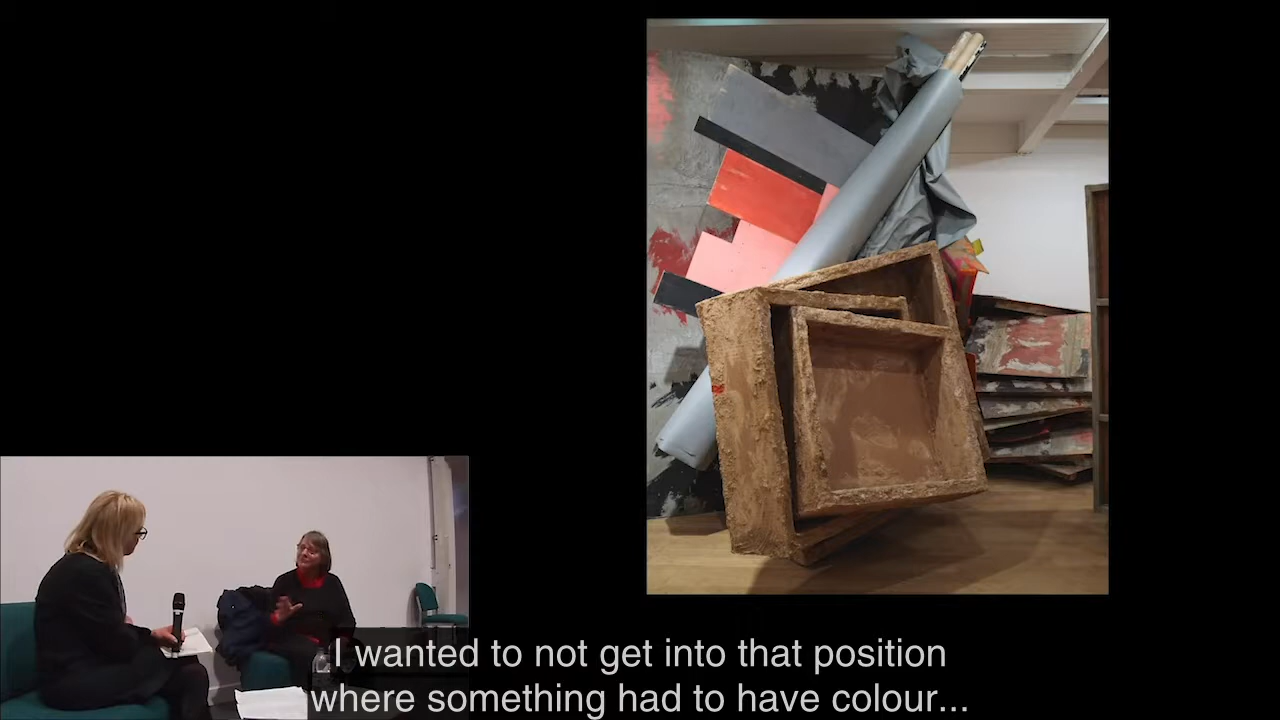 I wanted to not get into that position
where something had to have colour...